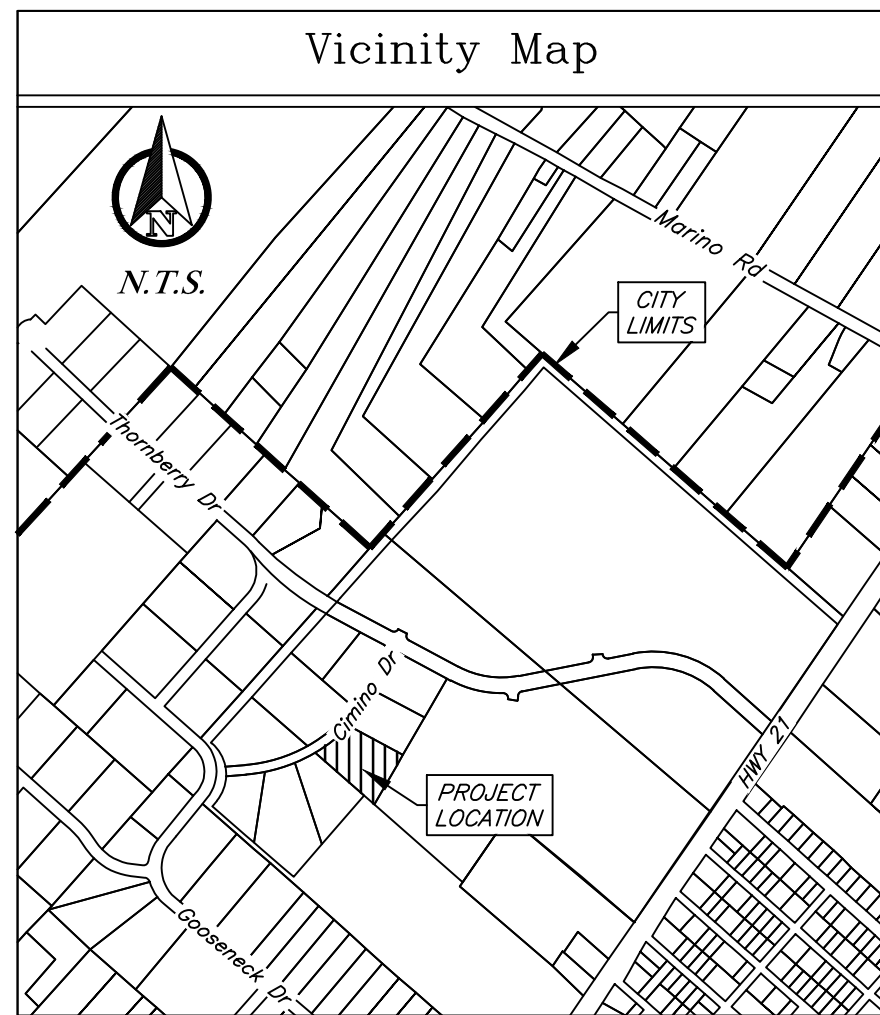 Vicinity Map
N
N.T.S.
Marino Rd
CITY
LIMITS
Thornberry Dr
Cimino Dr
HWY 21
PROJECT
LOCATION
Gooseneck Dr